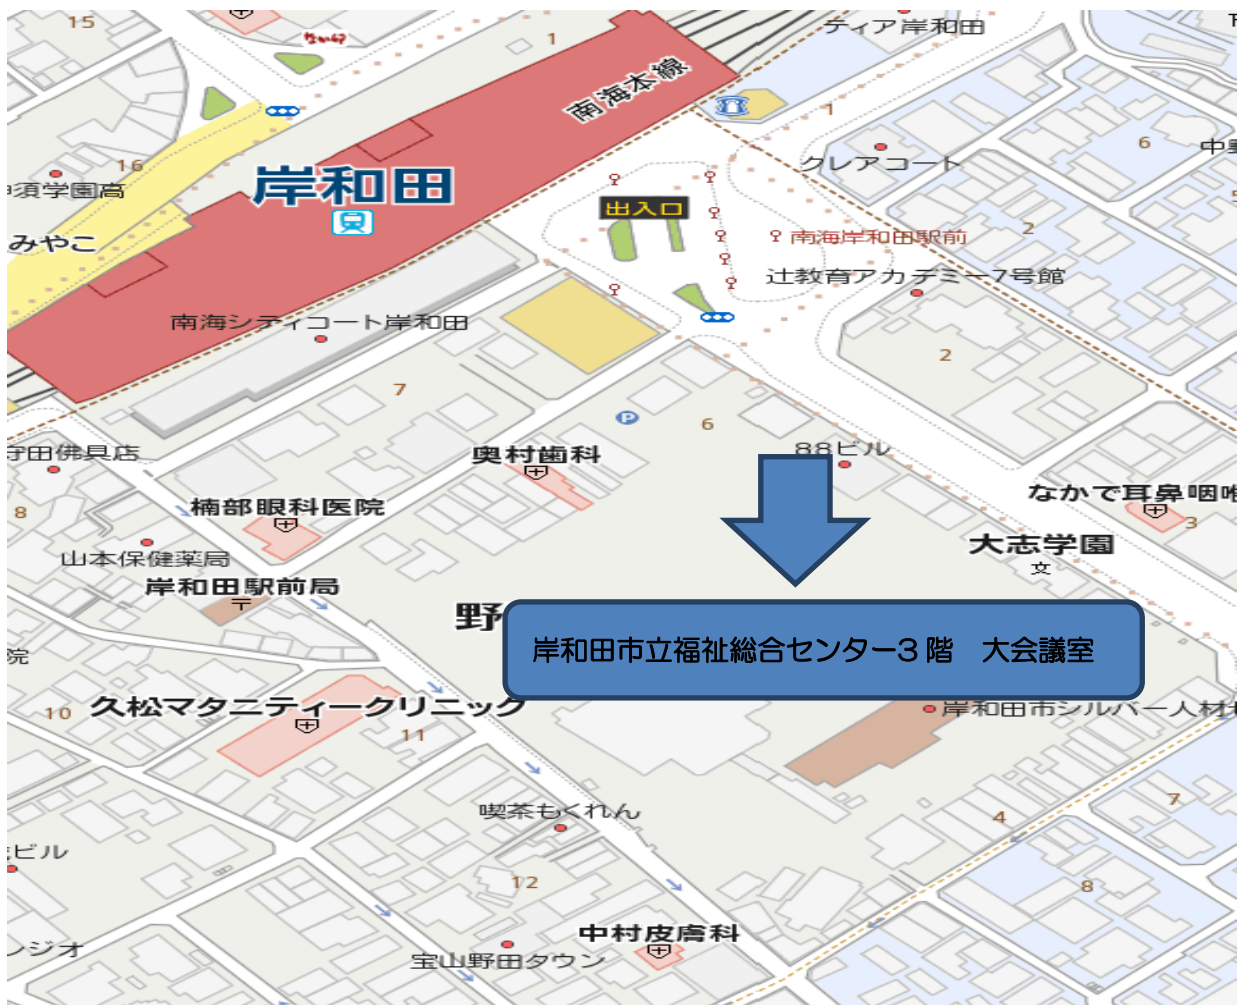 15
1
ティア岸和田
南海本線
1
6
16
クレアコート
岸和田
須学園高
出入口
2
みやこ
南海岸和田駅前
辻教育アカデミー7号館
南海シティコート岸和田
2
7
P
6
88ビル
守田佛具店
奥村歯科
なかで耳鼻咽喉
楠部眼科医院
8
3
大志学園
文
山本保健薬局
岸和田駅前局
〒
野
岸和田市立福祉総合センター3階 大会議室
院
久松マタニティークリニック
10
11
岸和田市シルバー人材
7
4
喫茶もくれん
ビル
12
8
中村皮膚科
ンジオ
宝山野田タウン